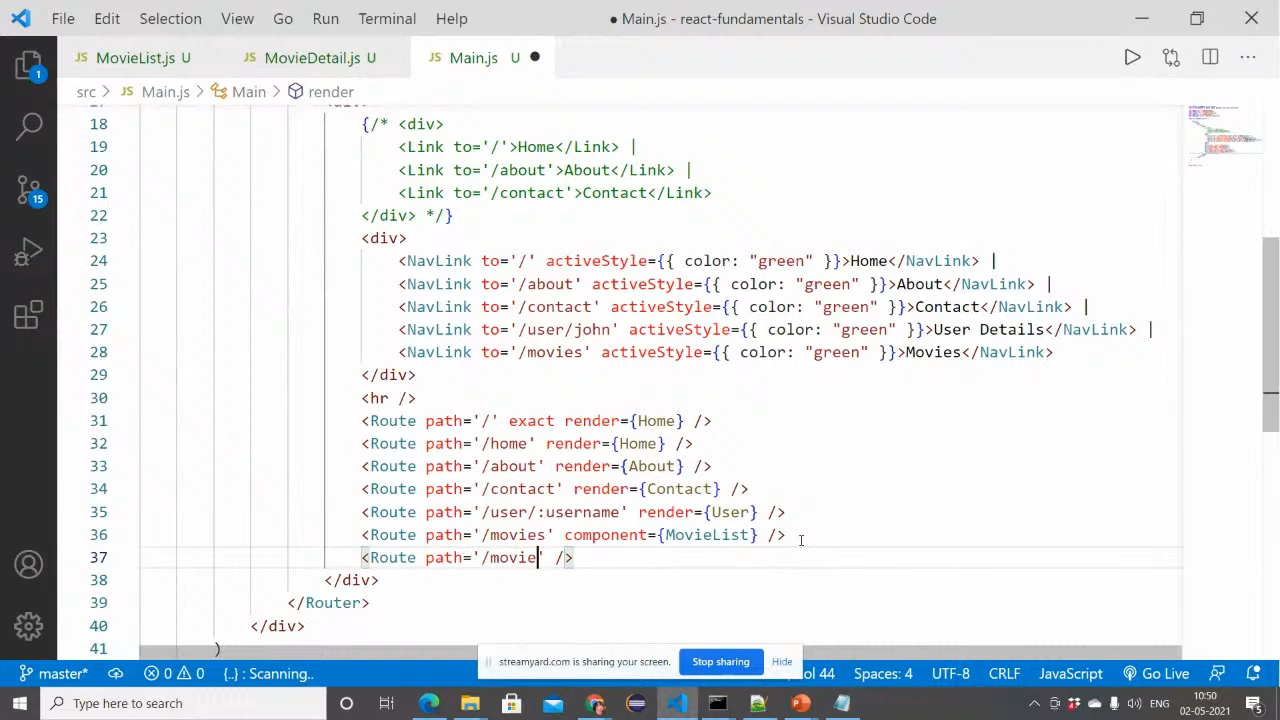 File Edit Selection View Go Run Terminal Help ● Main.js - react-fundamentals - Visual Studio Code
JS MovieList.js U JS MovieDetail.js U JS Main.js U ●
src > JS Main.js > Main > render
18 {/* <div>
19 <Link to='/'>Home</Link> |
20 <Link to='/about'>About</Link> |
21 <Link to='/contact'>Contact</Link>
22 </div> */}
23 <div>
24 <NavLink to='/' activeStyle={{ color: "green" }}>Home</NavLink> |
25 <NavLink to='/about' activeStyle={{ color: "green" }}>About</NavLink> |
26 <NavLink to='/contact' activeStyle={{ color: "green" }}>Contact</NavLink> |
27 <NavLink to='/user/john' activeStyle={{ color: "green" }}>User Details</NavLink> |
28 <NavLink to='/movies' activeStyle={{ color: "green" }}>Movies</NavLink>
29 </div>
30 <hr />
31 <Route path='/' exact render={Home} />
32 <Route path='/home' render={Home} />
33 <Route path='/about' render={About} />
34 <Route path='/contact' render={Contact} />
35 <Route path='/user/:username' render={User} />
36 <Route path='/movies' component={MovieList} />
37 <Route path='/movie' />
38 </div>
39 </Router>
40 </div>
41 )
1
15
streamyard.com is sharing your screen. Stop sharing Hide
master* 0 0 {..} : Scanning.. ol 44 Spaces: 4 UTF-8 CRLF JavaScript Go Live
Type here to search
ENG
10:50
02-05-2021